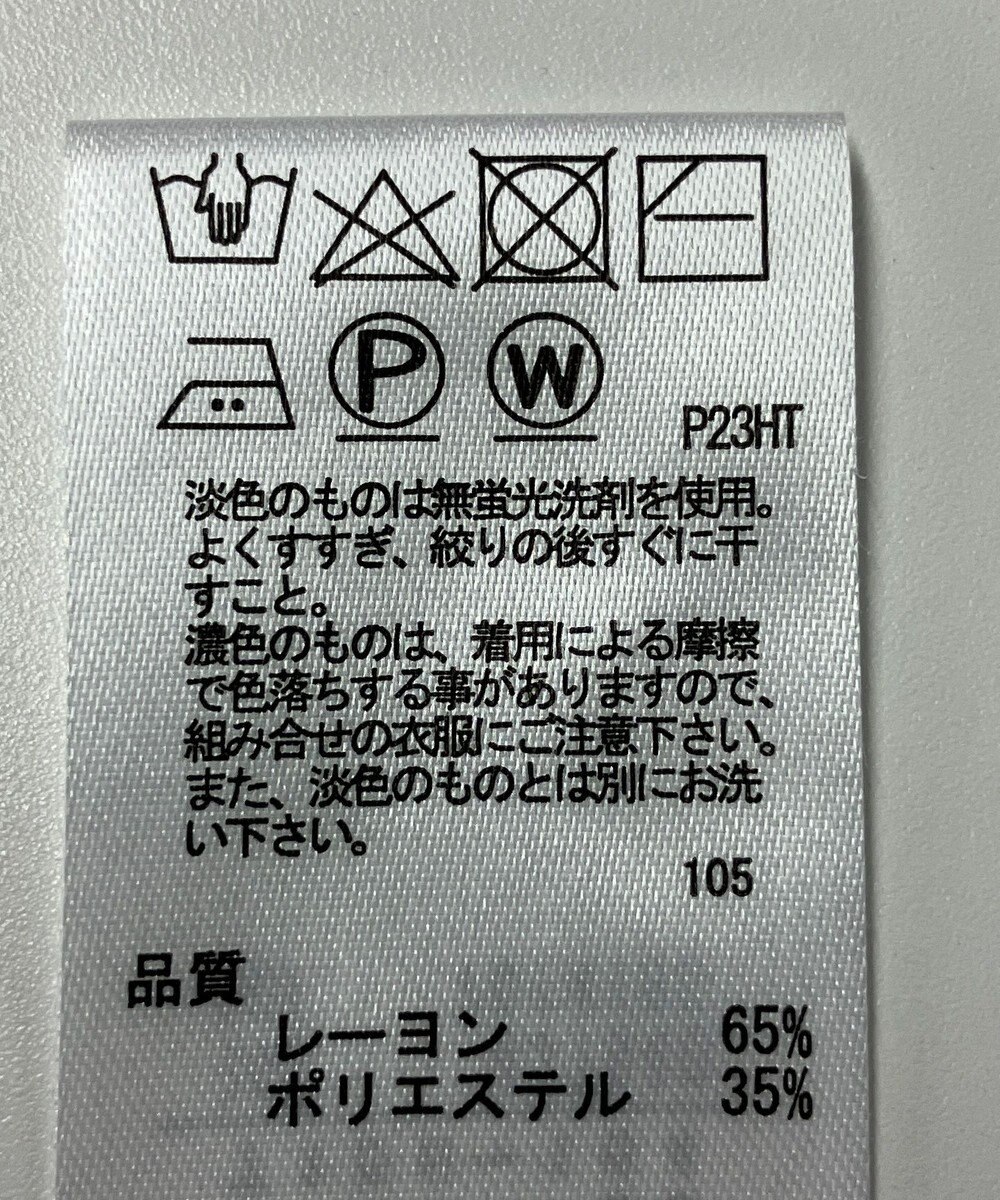 P W P23HT
淡色のものは無蛍光洗剤を使用。
よくすすぎ、絞りの後すぐに干
すこと。
濃色のものは、着用による摩擦
で色落ちする事がありますので、
組み合せの衣服にご注意下さい。
また、淡色のものとは別にお洗
い下さい。
105
品質
レーヨン 65%
ポリエステル 35%